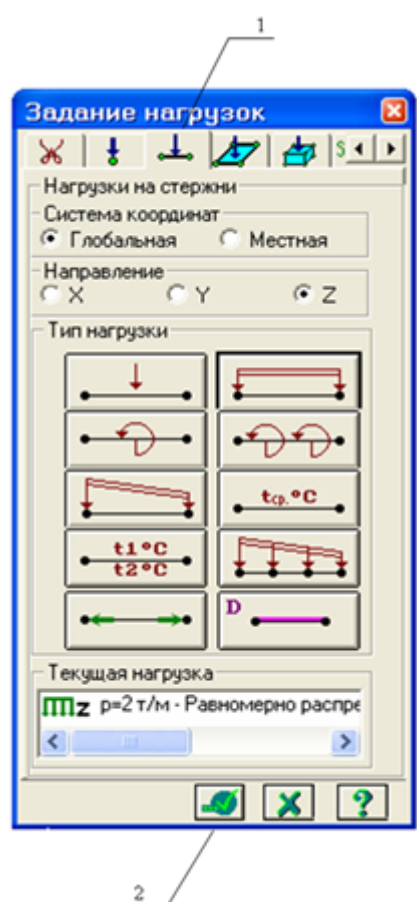 1
Задание нагрузок
S
Нагрузки на стержни
Система координат
Глобальная Местная
Направление
X Y Z
Тип нагрузки
tср.°C
t1°C
t2°C
D
Текущая нагрузка
z р=2 т/м - Равномерно распре
?
2